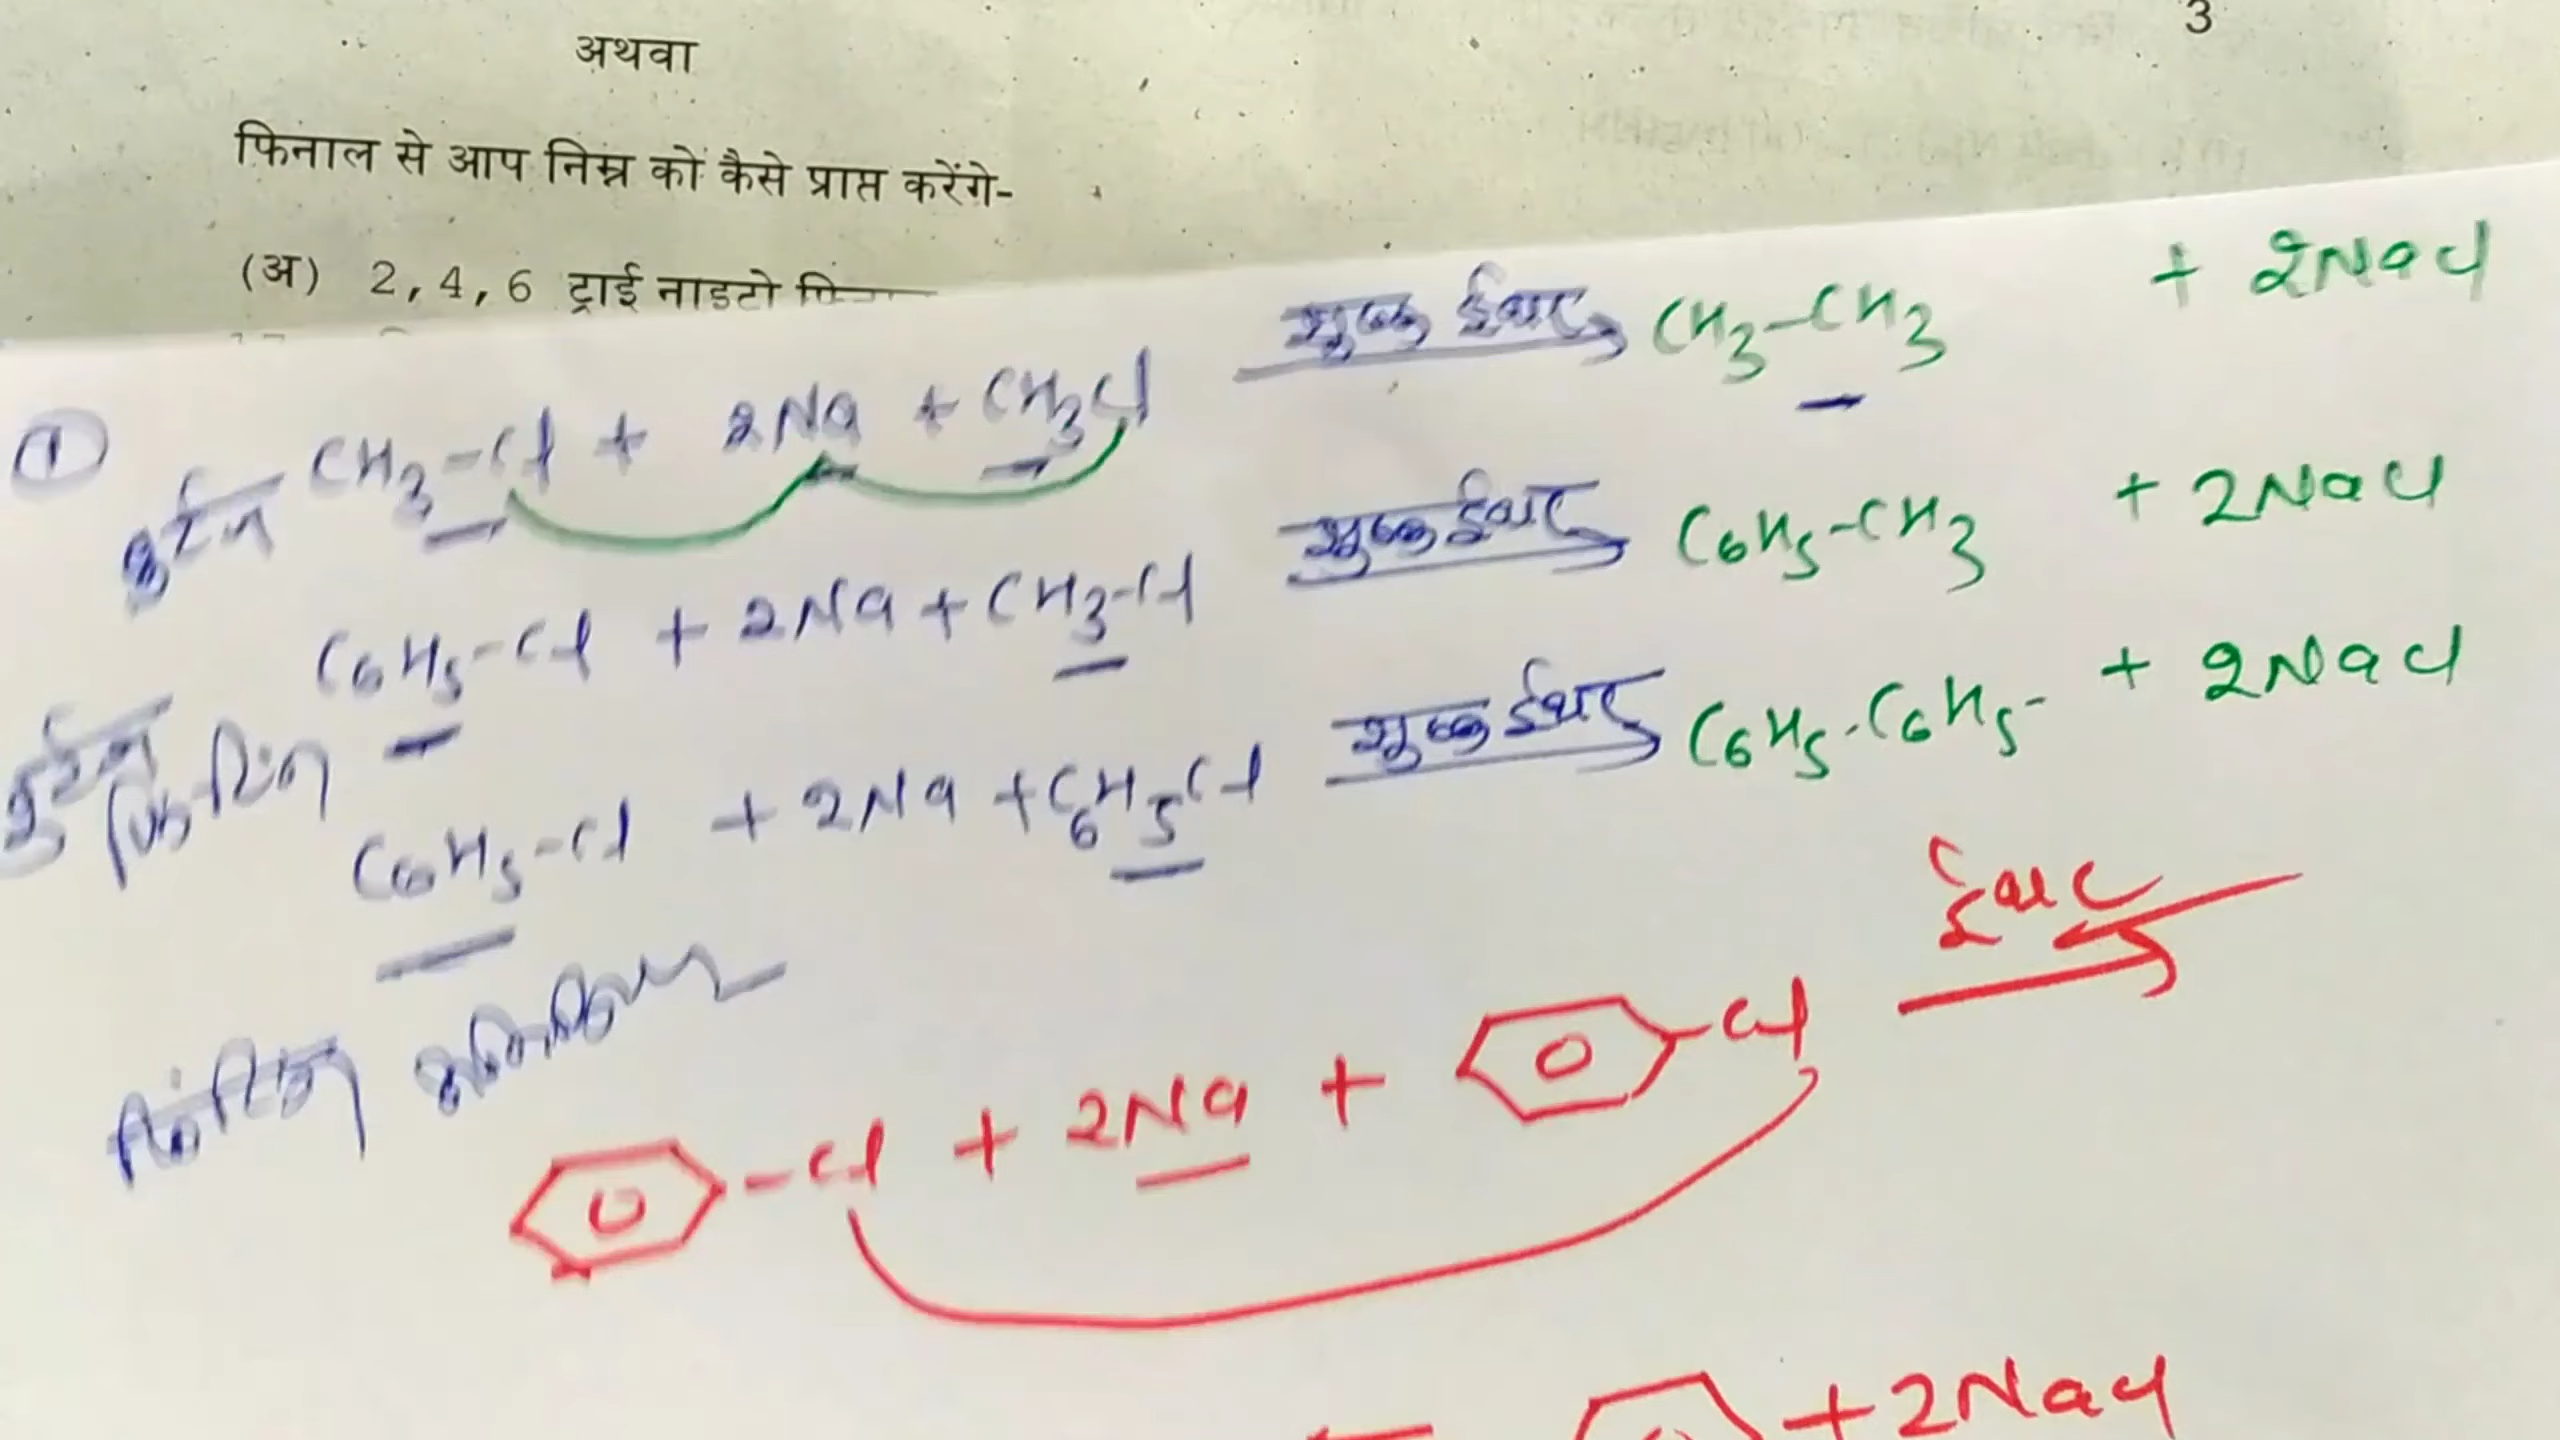 3
अथवा
फिनाल से आप निम्न को कैसे प्राप्त करेंगे-
(अ) 2,4,6 ट्राई नाइट्रो
① वुर्टज CH3-Cl + 2Na + CH3Cl शुष्क ईथर CH3-CH3 + 2NaCl
वुर्टज फिटिग C6H5-Cl + 2Na + CH3-Cl शुष्क ईथर C6H5-CH3 + 2NaCl
C6H5-Cl + 2Na + C6H5Cl शुष्क ईथर C6H5-C6H5- + 2NaCl
फिटिग अभिक्रिया
-Cl + 2Na + -Cl ईथर
+ 2NaCl